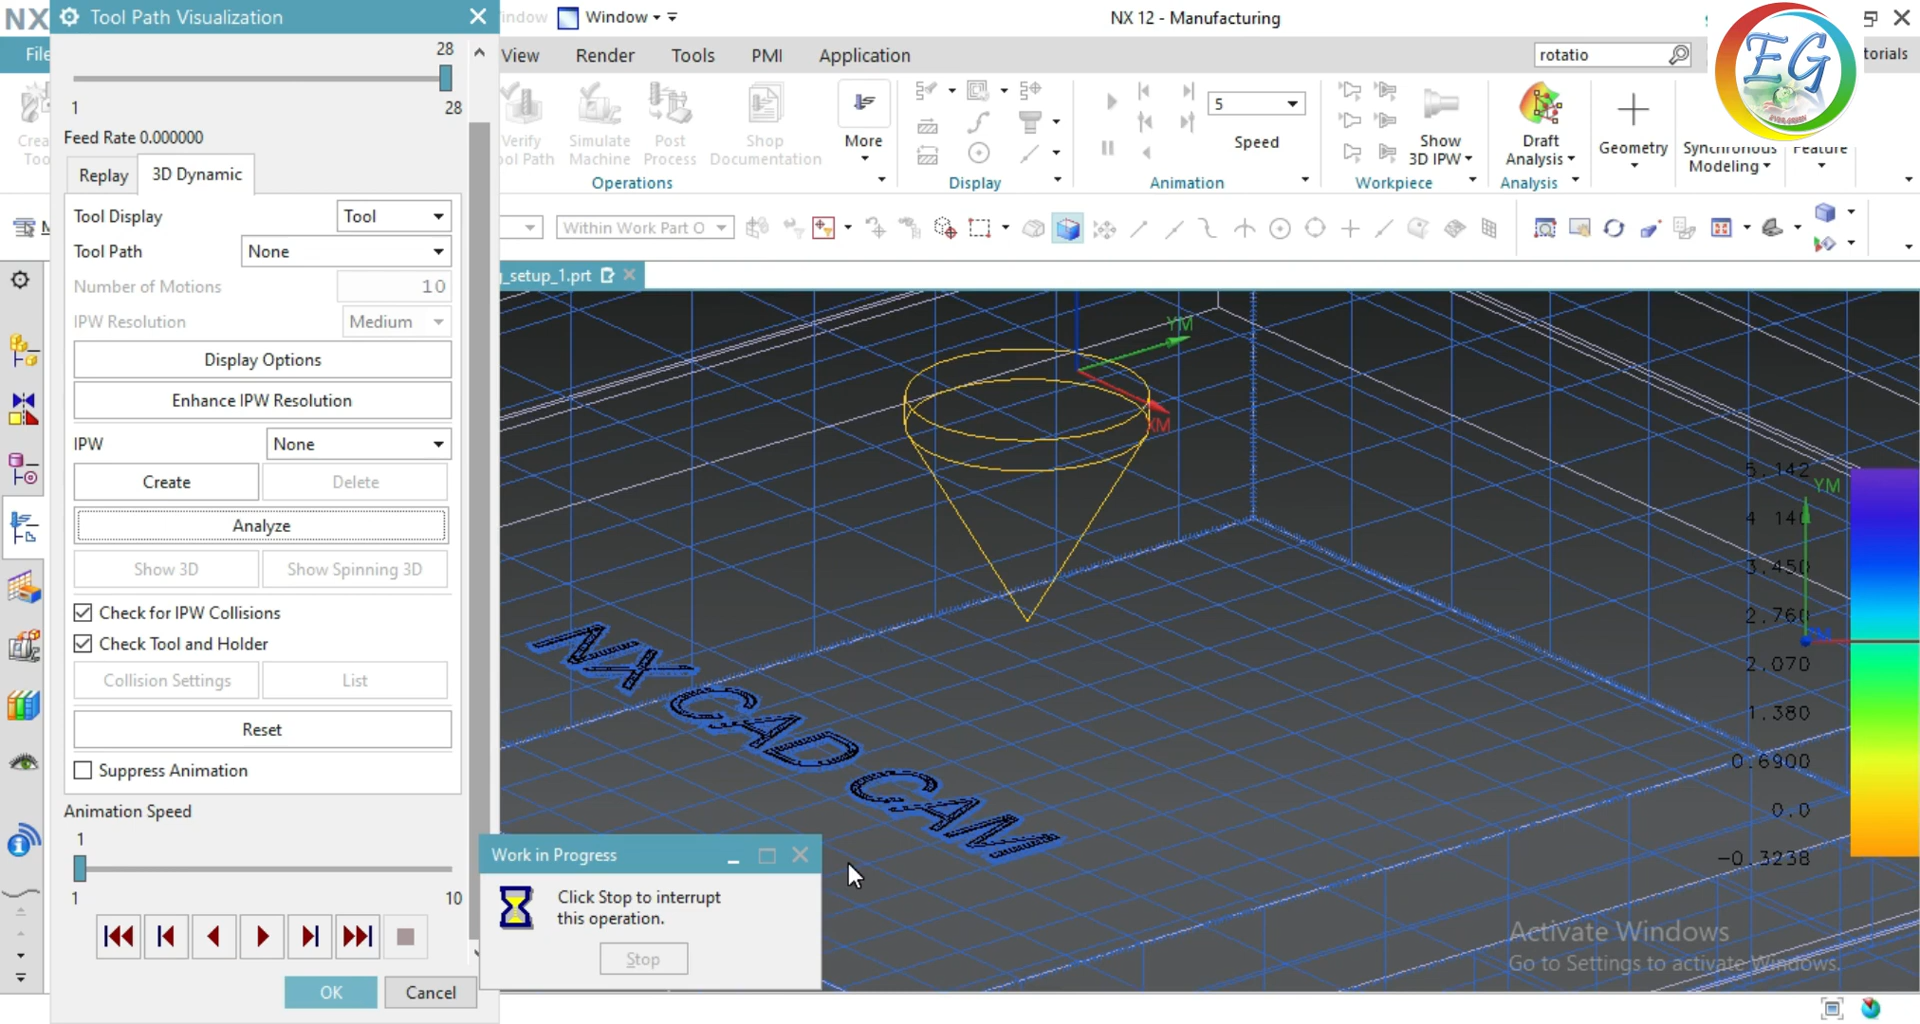 NX
Tool Path Visualization
Window
NX 12 - Manufacturing
File
View
Render
Tools
PMI
Application
rotatio
torials
EG
28
1
28
Feed Rate 0.000000
Replay
3D Dynamic
Tool Display
Tool
Tool Path
None
Number of Motions
10
IPW Resolution
Medium
Display Options
Enhance IPW Resolution
IPW
None
Create
Delete
Analyze
Show 3D
Show Spinning 3D
Check for IPW Collisions
Check Tool and Holder
Collision Settings
List
Reset
Suppress Animation
Animation Speed
1
1
10
OK
Cancel
Verify
Tool Path
Simulate
Machine
Post
Process
Shop
Documentation
More
Operations
Display
5
Speed
Animation
Show
3D IPW
Workpiece
Draft
Analysis
Analysis
Geometry
Synchronous
Modeling
Feature
Within Work Part O
_setup_1.prt
YM
XM
NX CAD CAM
5.142
YM
4.140
3.450
2.760
2.070
1.380
0.6900
0.0
-0.3238
Work in Progress
Click Stop to interrupt
this operation.
Stop
Activate Windows
Go to Settings to activate Windows.